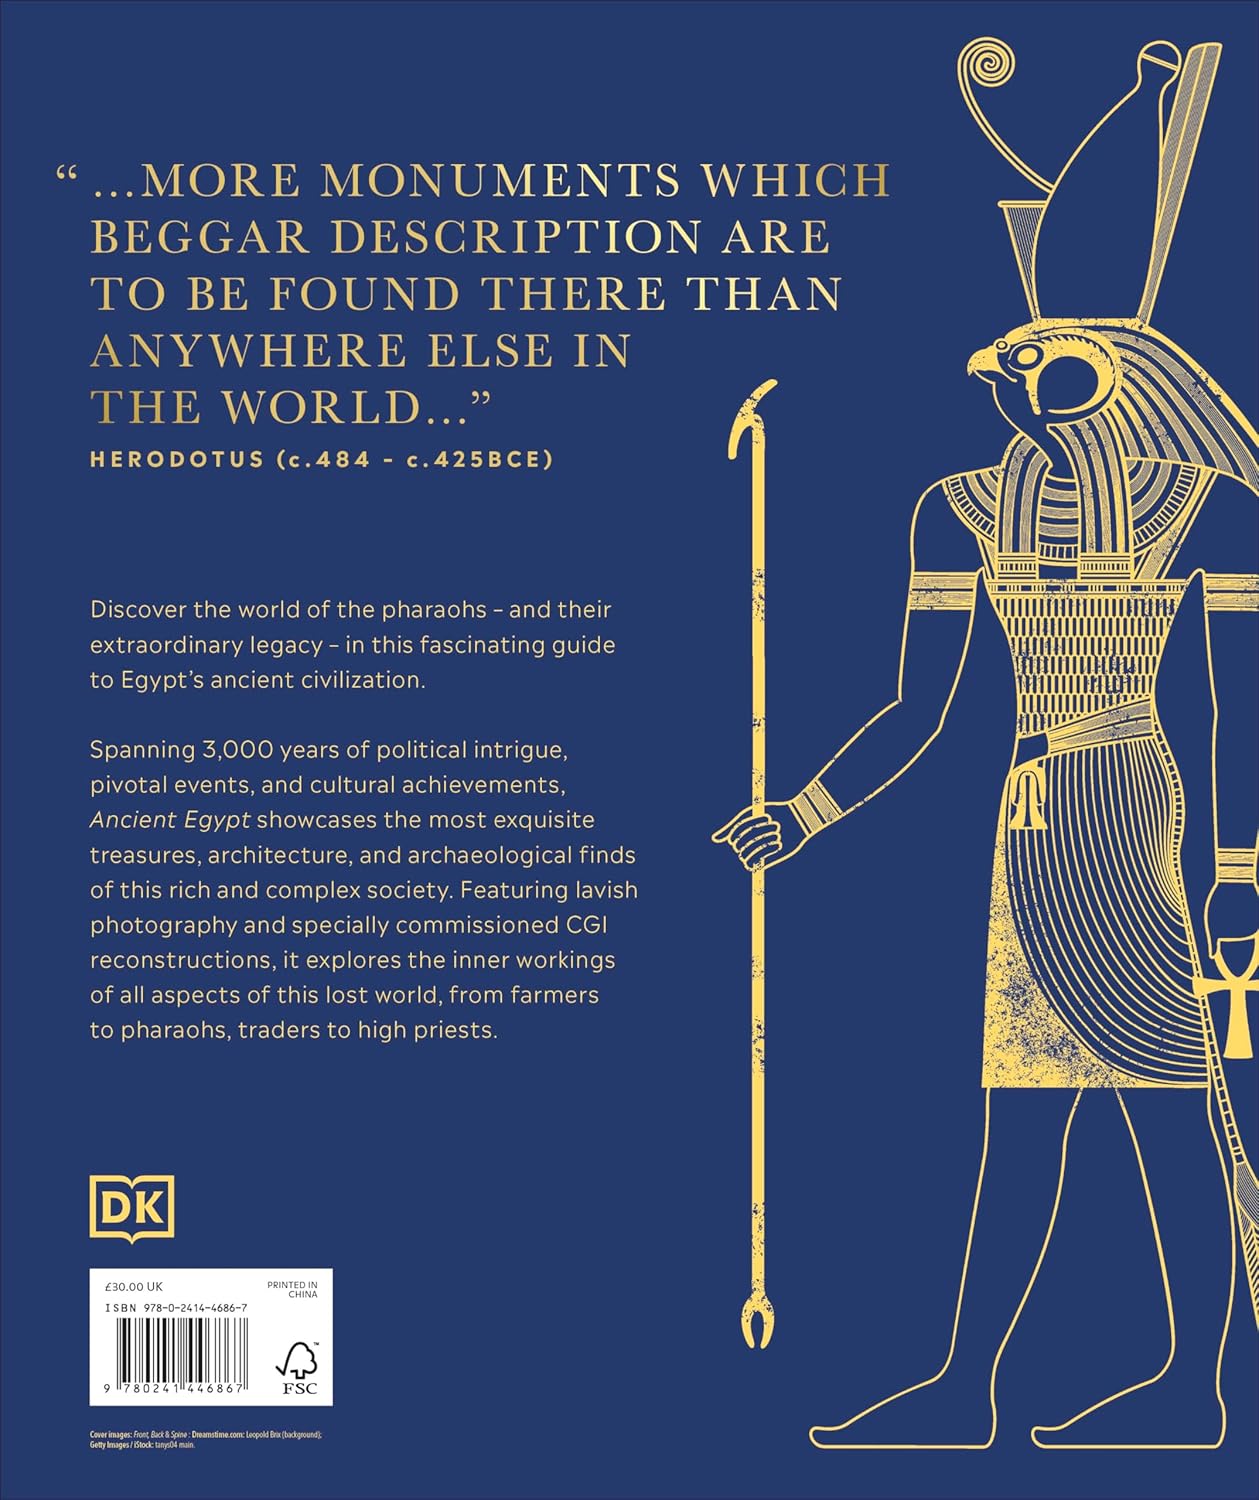 “ ...MORE MONUMENTS WHICH
BEGGAR DESCRIPTION ARE
TO BE FOUND THERE THAN
ANYWHERE ELSE IN
THE WORLD...”
HERODOTUS (c.484 – c.425BCE)
Discover the world of the pharaohs – and their
extraordinary legacy – in this fascinating guide
to Egypt’s ancient civilization.
Spanning 3,000 years of political intrigue,
pivotal events, and cultural achievements,
Ancient Egypt showcases the most exquisite
treasures, architecture, and archaeological finds
of this rich and complex society. Featuring lavish
photography and specially commissioned CGI
reconstructions, it explores the inner workings
of all aspects of this lost world, from farmers
to pharaohs, traders to high priests.
DK
£30.00 UK
PRINTED IN
CHINA
ISBN 978-0-2414-4686-7
9 780241 446867
FSC
™
Cover images: Front, Back & Spine : Dreamstime.com: Leopold Brix (background);
Getty Images / iStock: tanys04 main.